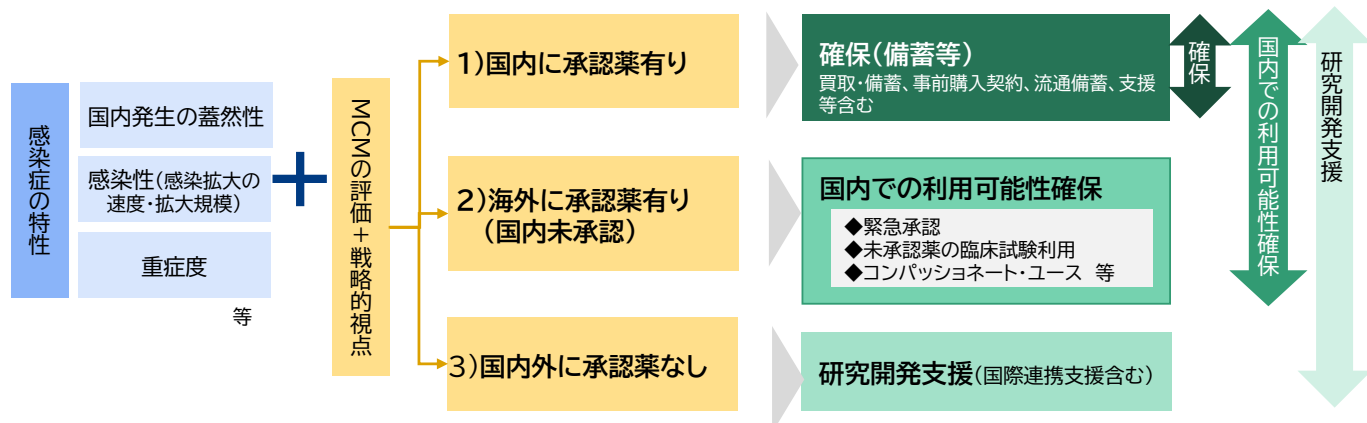 感染症の特性
国内発生の蓋然性
感染性(感染拡大の
速度・拡大規模)
重症度
等
MCMの評価+戦略的視点
1)国内に承認薬有り
2)海外に承認薬有り
(国内未承認)
3)国内外に承認薬なし
確保(備蓄等)
買取・備蓄、事前購入契約、流通備蓄、支援
等含む
国内での利用可能性確保
◆緊急承認
◆未承認薬の臨床試験利用
◆コンパッショネート・ユース 等
研究開発支援(国際連携支援含む)
確保
国内での利用可能性確保
研究開発支援